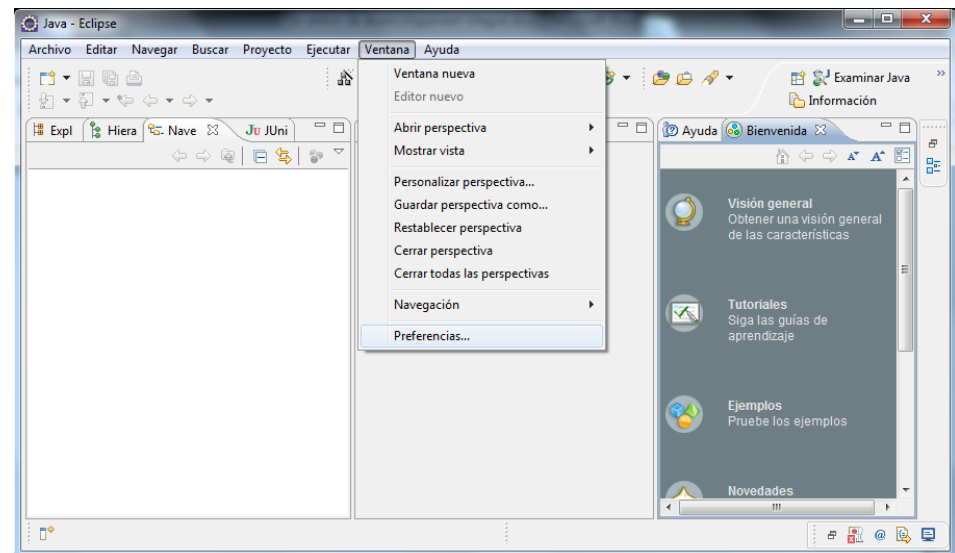 Java - Eclipse
Archivo Editar Navegar Buscar Proyecto Ejecutar Ventana Ayuda
Ventana nueva
Editor nuevo
Abrir perspectiva
Mostrar vista
Personalizar perspectiva...
Guardar perspectiva como...
Restablecer perspectiva
Cerrar perspectiva
Cerrar todas las perspectivas
Navegación
Preferencias...
Examinar Java
Información
Expl Hiera Nave JUni
Ayuda Bienvenida
Visión general
Obtener una visión general
de las características
Tutoriales
Siga las guías de
aprendizaje
Ejemplos
Pruebe los ejemplos
Novedades